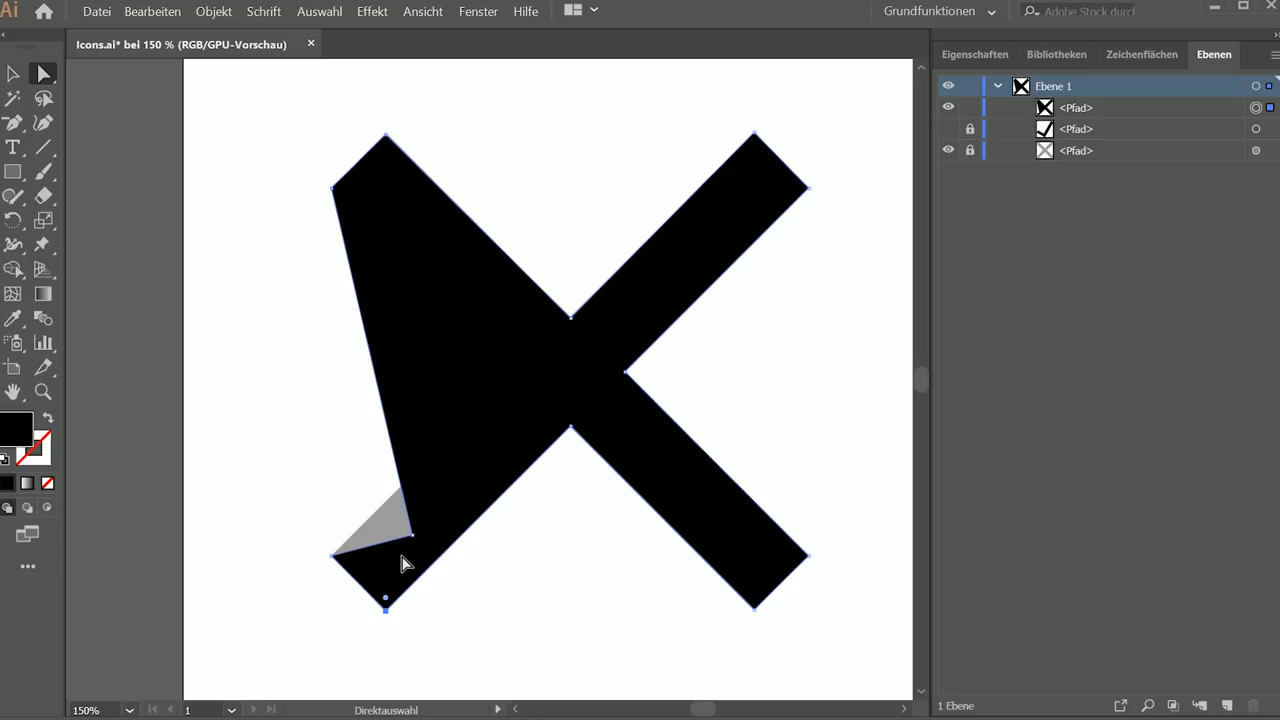 Ai Datei Bearbeiten Objekt Schrift Auswahl Effekt Ansicht Fenster Hilfe Grundfunktionen Adobe Stock durch
Icons.ai* bei 150 % (RGB/GPU-Vorschau)
Eigenschaften Bibliotheken Zeichenflächen Ebenen
Ebene 1
<Pfad>
<Pfad>
<Pfad>
150% 1 Direktauswahl 1 Ebene